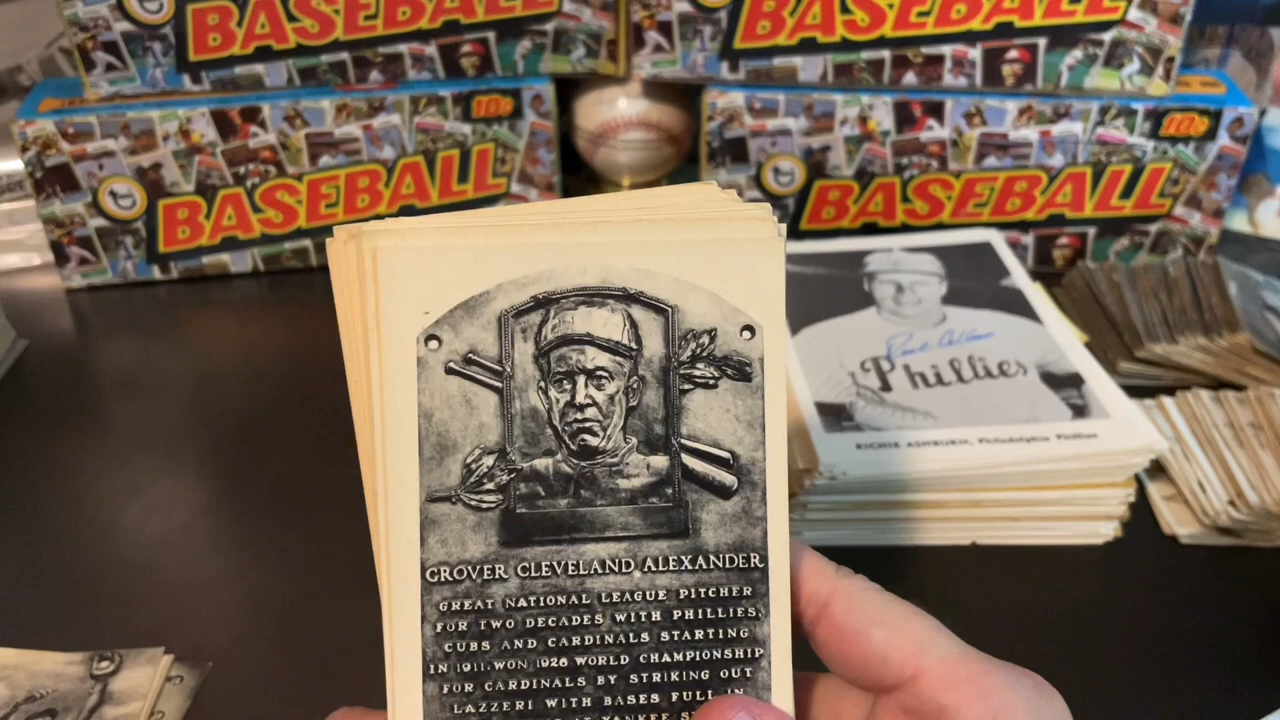 BASEBALL
BASEBALL
10¢
BASEBALL
10¢
BASEBALL
Phillies
RICHIE ASHBURN, Philadelphia Phillies
GROVER CLEVELAND ALEXANDER
GREAT NATIONAL LEAGUE PITCHER
FOR TWO DECADES WITH PHILLIES,
CUBS AND CARDINALS STARTING
IN 1911. WON 1926 WORLD CHAMPIONSHIP
FOR CARDINALS BY STRIKING OUT
LAZZERI WITH BASES FULL IN
AT YANKEE